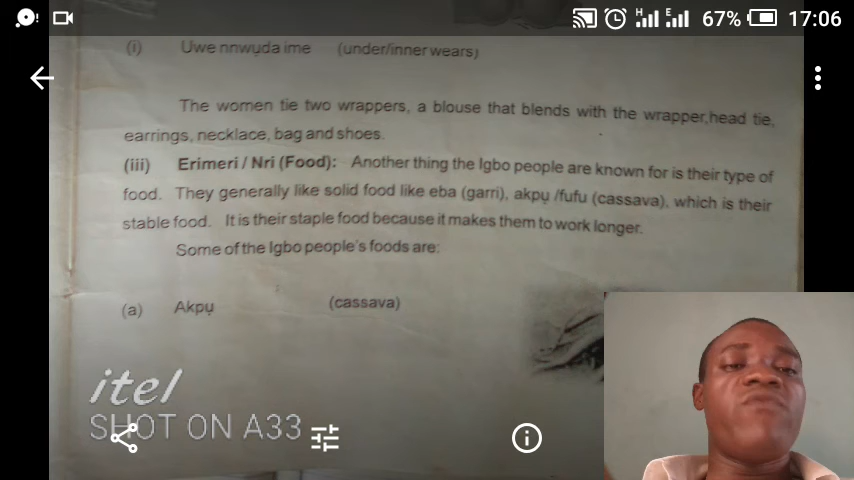 H E 67% 17:06
(i) Uwe nnwụda ime (under/inner wears)
The women tie two wrappers, a blouse that blends with the wrapper,head tie,
earrings, necklace, bag and shoes.
(iii) Erimeri / Nri (Food): Another thing the Igbo people are known for is their type of
food. They generally like solid food like eba (garri), akpụ /fufu (cassava), which is their
stable food. It is their staple food because it makes them to work longer.
Some of the Igbo people's foods are:
(a) Akpụ (cassava)
itel
SHOT ON A33